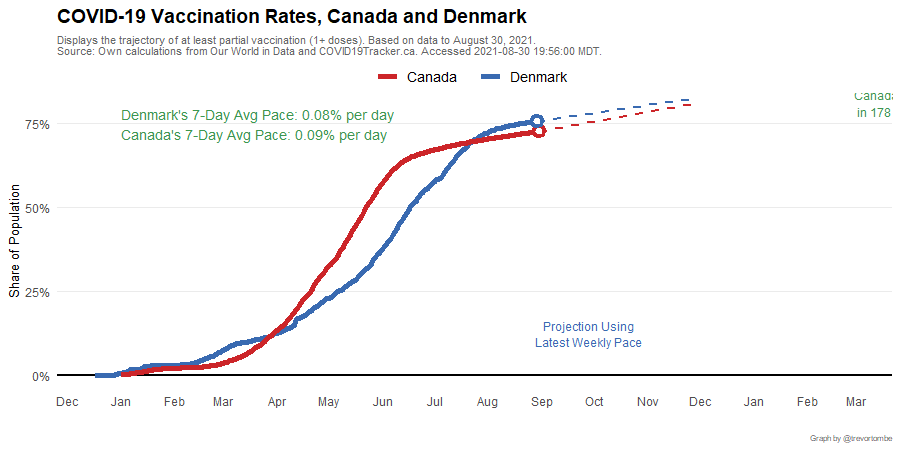 COVID-19 Vaccination Rates, Canada and Denmark
Displays the trajectory of at least partial vaccination (1+ doses). Based on data to August 30, 2021.
Source: Own calculations from Our World in Data and COVID19Tracker.ca. Accessed 2021-08-30 19:56:00 MDT.
Canada Denmark
Denmark's 7-Day Avg Pace: 0.08% per day
Canada's 7-Day Avg Pace: 0.09% per day
Canada
in 178
75%
50%
25%
0%
Share of Population
Projection Using
Latest Weekly Pace
Dec Jan Feb Mar Apr May Jun Jul Aug Sep Oct Nov Dec Jan Feb Mar
Graph by @trevortombe